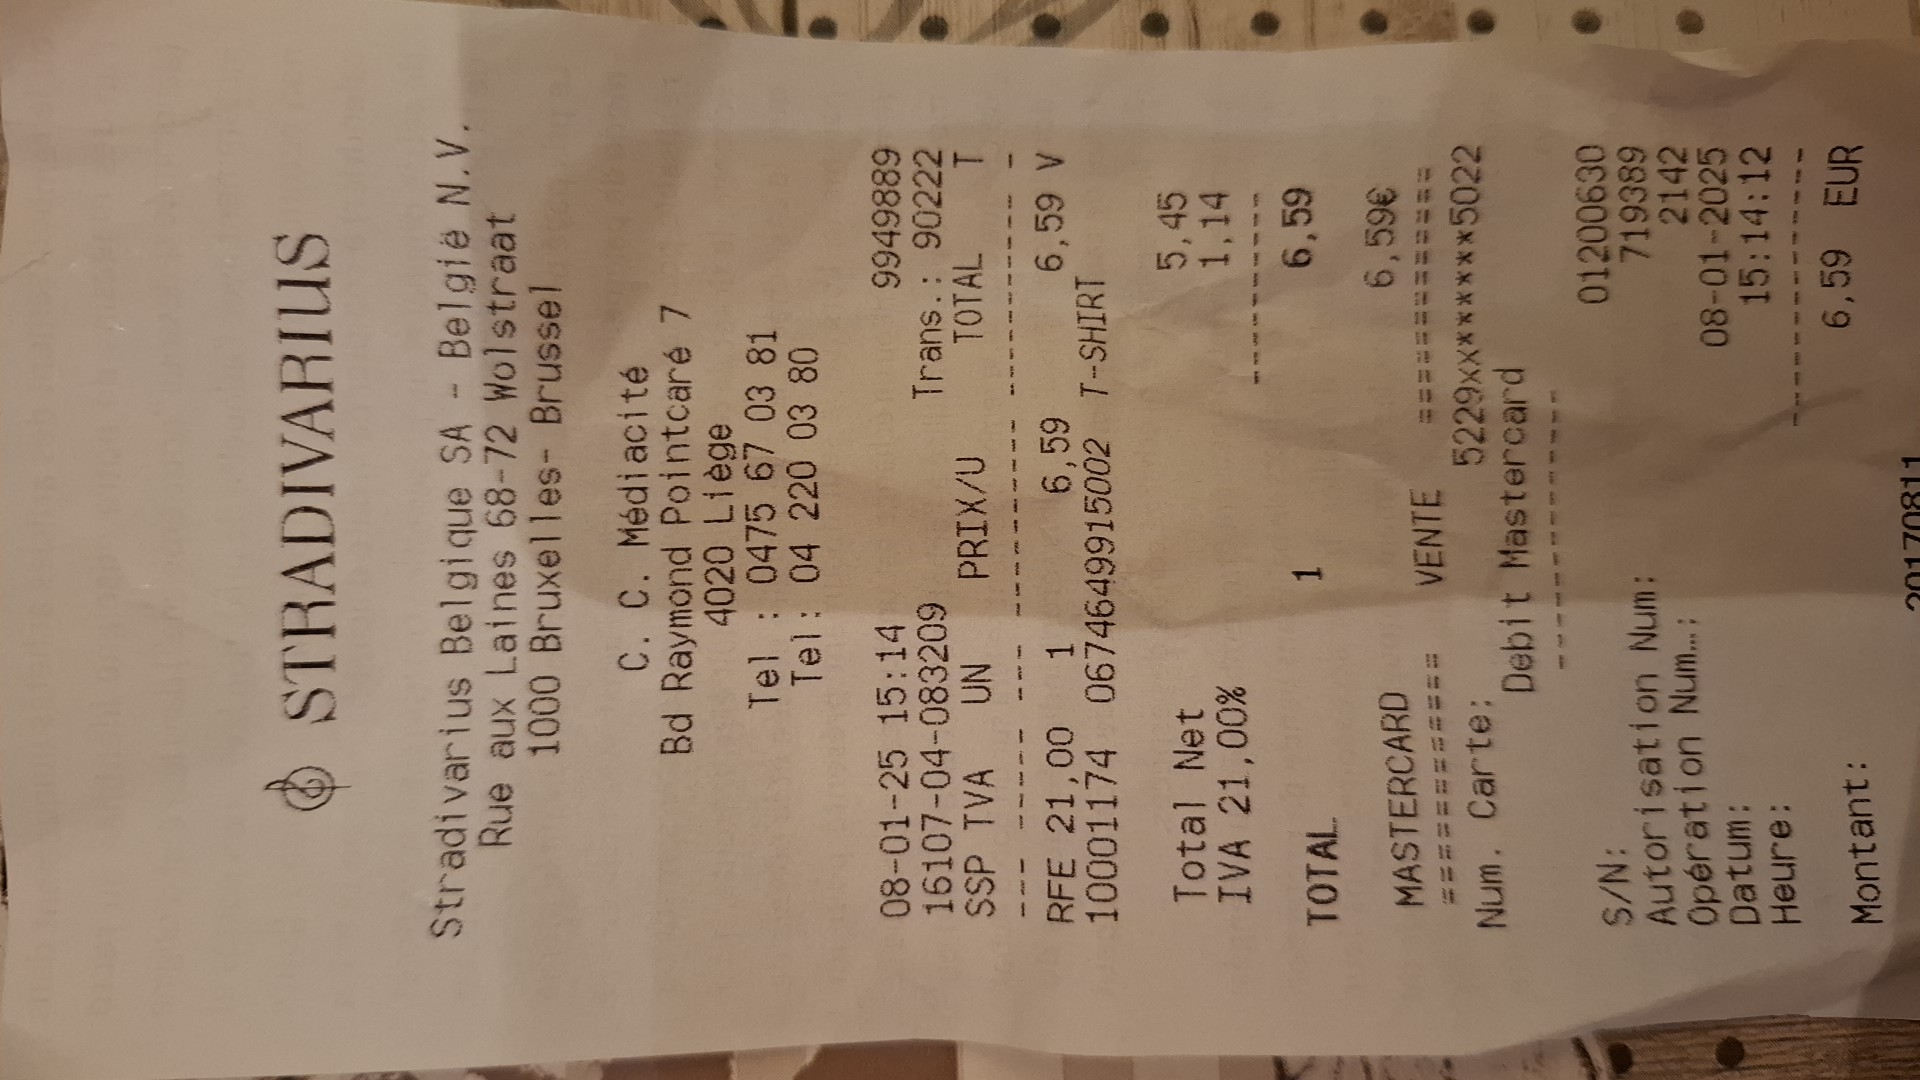 STRADIVARIUS
Stradivarius Belgique SA - België N.V.
Rue aux Laines 68-72 Wolstraat
1000 Bruxelles- Brussel
C. C. Médiacité
Bd Raymond Pointcaré 7
4020 Liège
Tel : 0475 67 03 81
Tel: 04 220 03 80
08-01-25 15:14 9949889
16107-04-083209 Trans.: 90222
SSP TVA UN PRIX/U TOTAL T
--- ----- --- ------------- ----------- -
RFE 21,00 1 6,59 6,59 V
10001174 06746499915002 T-SHIRT
Total Net 5,45
IVA 21,00% 1,14
-----------
TOTAL 1 6,59
MASTERCARD 6,59€
============= VENTE =============
Num. Carte: 5229xx******5022
Debit Mastercard
----------------
S/N: 01200630
Autorisation Num: 719389
Opération Num…: 2142
Datum: 08-01-2025
Heure: 15:14:12
----------------
Montant: 6,59 EUR
20170811